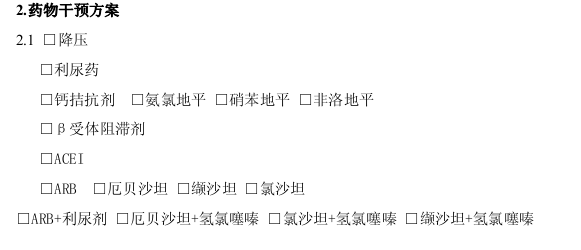 2.药物干预方案
2.1 □降压
□利尿药
□钙拮抗剂 □氨氯地平 □硝苯地平 □非洛地平
□β受体阻滞剂
□ACEI
□ARB □厄贝沙坦 □缬沙坦 □氯沙坦
□ARB+利尿剂 □厄贝沙坦+氢氯噻嗪 □氯沙坦+氢氯噻嗪 □缬沙坦+氢氯噻嗪